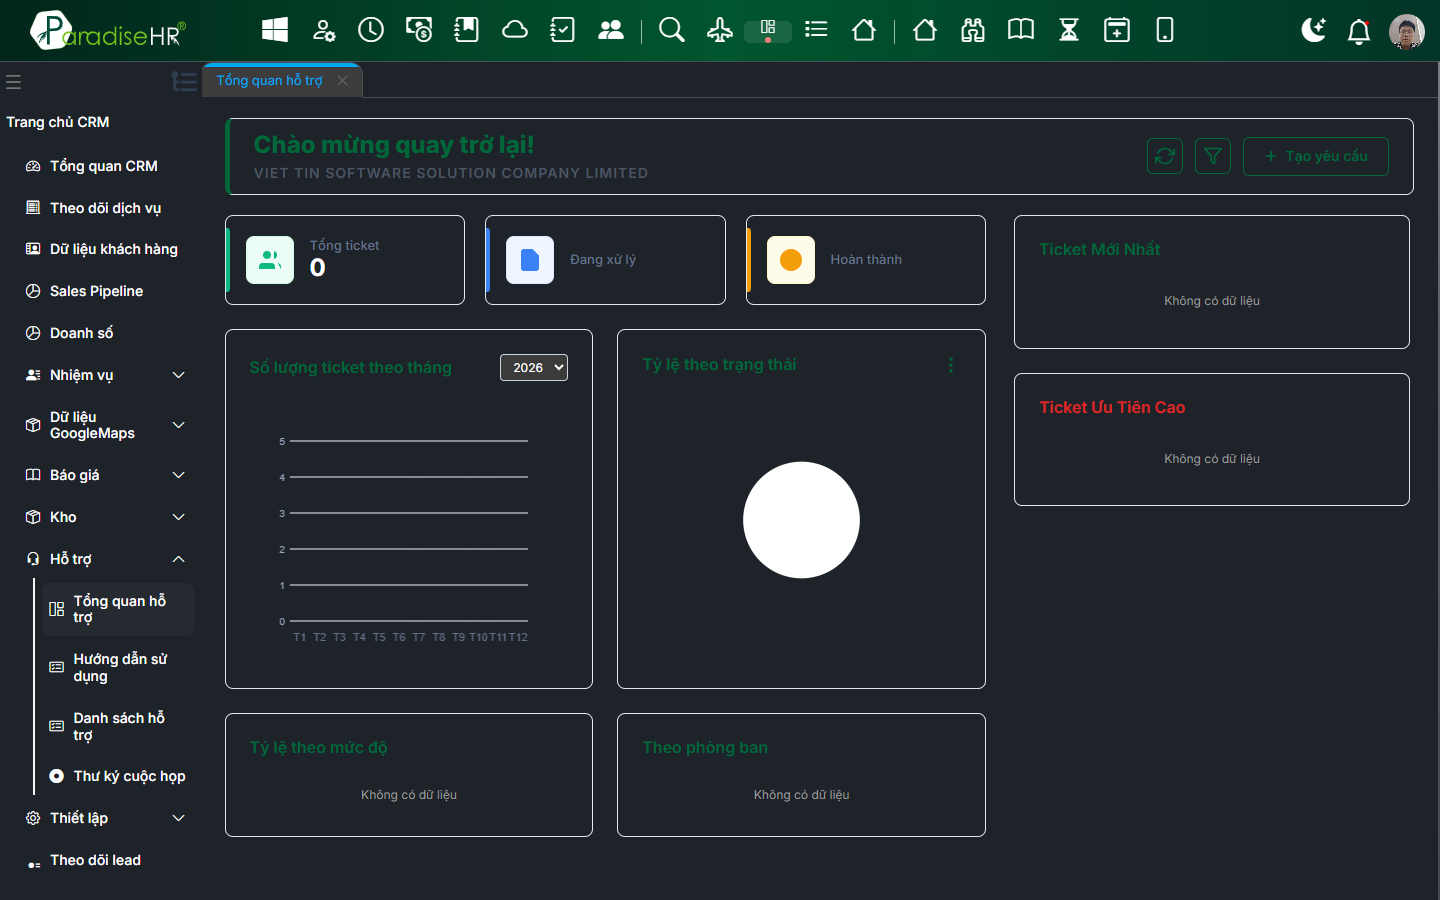 ParadiseHR®
Tổng quan hỗ trợ
Trang chủ CRM
Tổng quan CRM
Theo dõi dịch vụ
Dữ liệu khách hàng
Sales Pipeline
Doanh số
Nhiệm vụ
Dữ liệu
GoogleMaps
Báo giá
Kho
Hỗ trợ
Tổng quan hỗ
trợ
Hướng dẫn sử
dụng
Danh sách hỗ
trợ
Thư ký cuộc họp
Thiết lập
Theo dõi lead
Chào mừng quay trở lại!
VIET TIN SOFTWARE SOLUTION COMPANY LIMITED
Tạo yêu cầu
Tổng ticket
0
Đang xử lý
Hoàn thành
Số lượng ticket theo tháng
2026
5
4
3
2
1
0
T1 T2 T3 T4 T5 T6 T7 T8 T9 T10 T11 T12
Tỷ lệ theo trạng thái
Ticket Mới Nhất
Không có dữ liệu
Ticket Ưu Tiên Cao
Không có dữ liệu
Tỷ lệ theo mức độ
Không có dữ liệu
Theo phòng ban
Không có dữ liệu